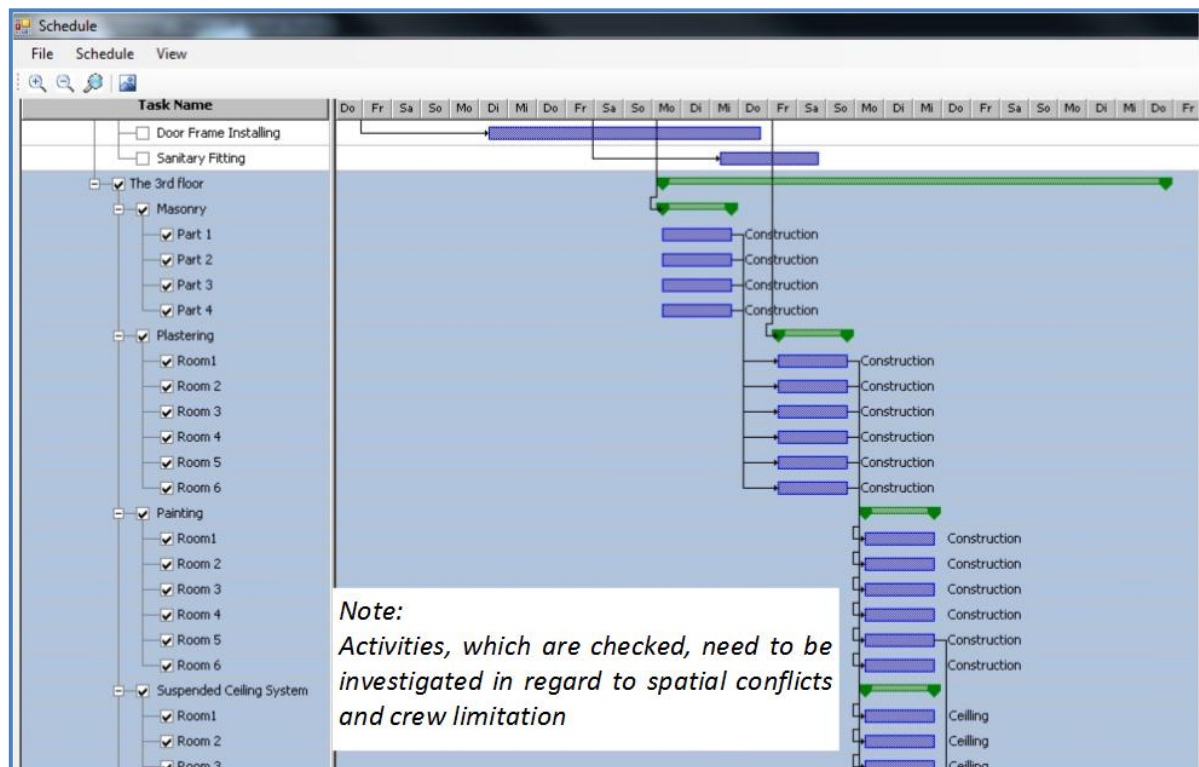 Schedule
File Schedule View
Task Name Do Fr Sa So Mo Di Mi Do Fr Sa So Mo Di Mi Do Fr Sa So Mo Di Mi Do Fr Sa So Mo Di Mi Do Fr
Door Frame Installing
Sanitary Fitting
The 3rd floor
Masonry
Part 1 Construction
Part 2 Construction
Part 3 Construction
Part 4 Construction
Plastering
Room1 Construction
Room 2 Construction
Room 3 Construction
Room 4 Construction
Room 5 Construction
Room 6 Construction
Painting
Room1 Construction
Room 2 Construction
Room 3 Construction
Room 4 Construction
Room 5 Construction
Room 6 Construction
Suspended Ceiling System
Room1 Ceilling
Room 2 Ceilling
Room 3 Ceilling
Note:
Activities, which are checked, need to be
investigated in regard to spatial conflicts
and crew limitation